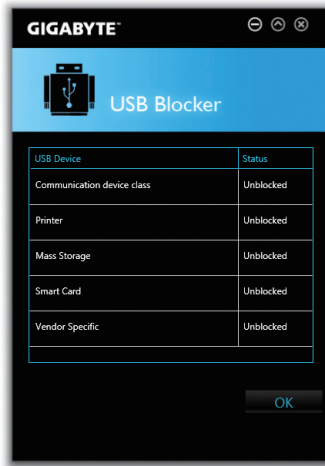 GIGABYTE™
USB Blocker
USB Device Status
Communication device class Unblocked
Printer Unblocked
Mass Storage Unblocked
Smart Card Unblocked
Vendor Specific Unblocked
OK